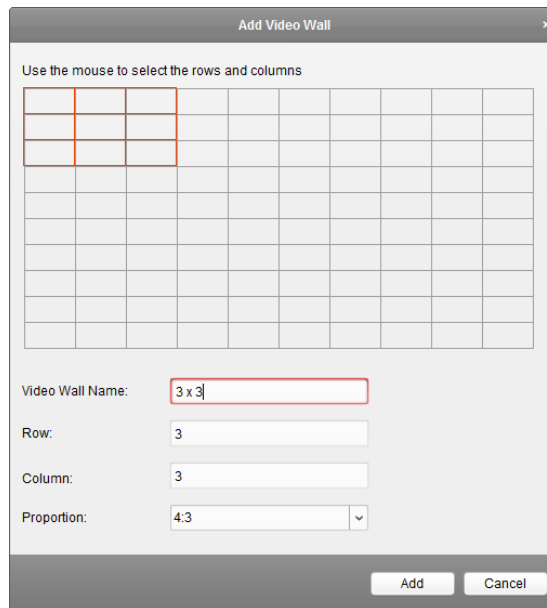 Add Video Wall
Use the mouse to select the rows and columns
Video Wall Name: 3 x 3
Row: 3
Column: 3
Proportion: 4:3
Add Cancel